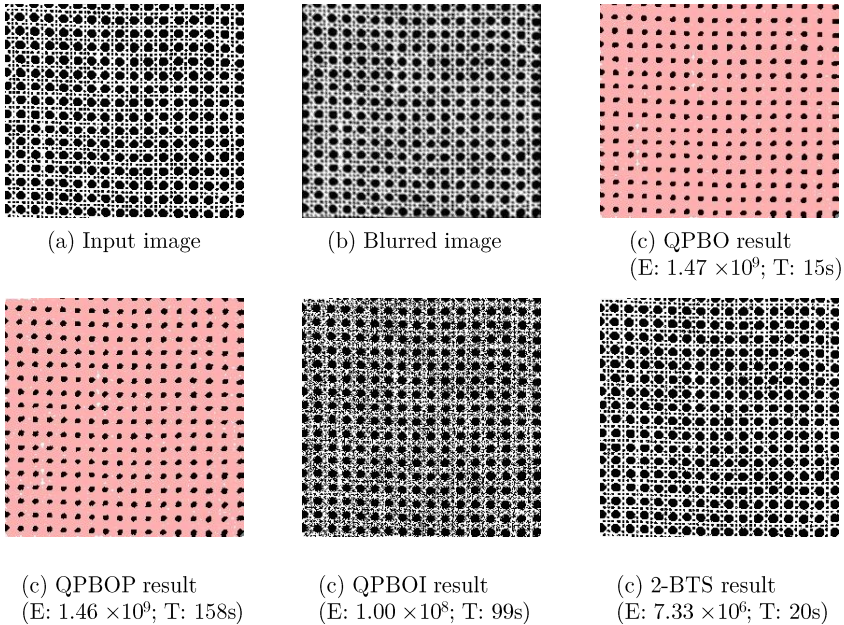 (a) Input image
(b) Blurred image
(c) QPBO result
(E: 1.47 ×10⁹; T: 15s)
(c) QPBOP result
(E: 1.46 ×10⁹; T: 158s)
(c) QPBOI result
(E: 1.00 ×10⁸; T: 99s)
(c) 2-BTS result
(E: 7.33 ×10⁶; T: 20s)